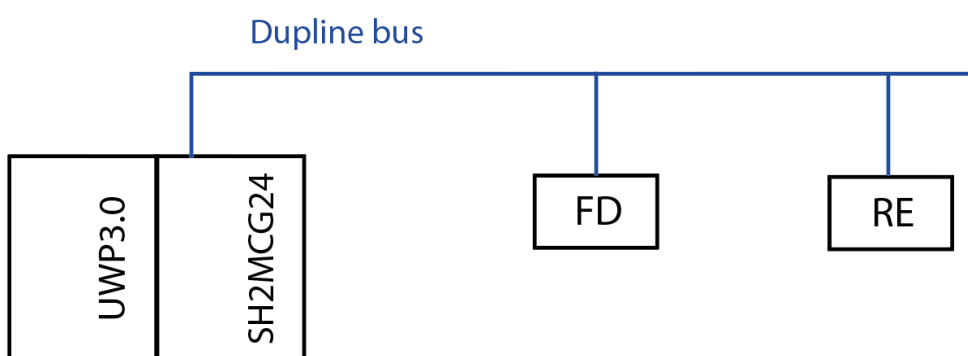 Dupline bus
UWP3.0
SH2MCG24
FD
RE